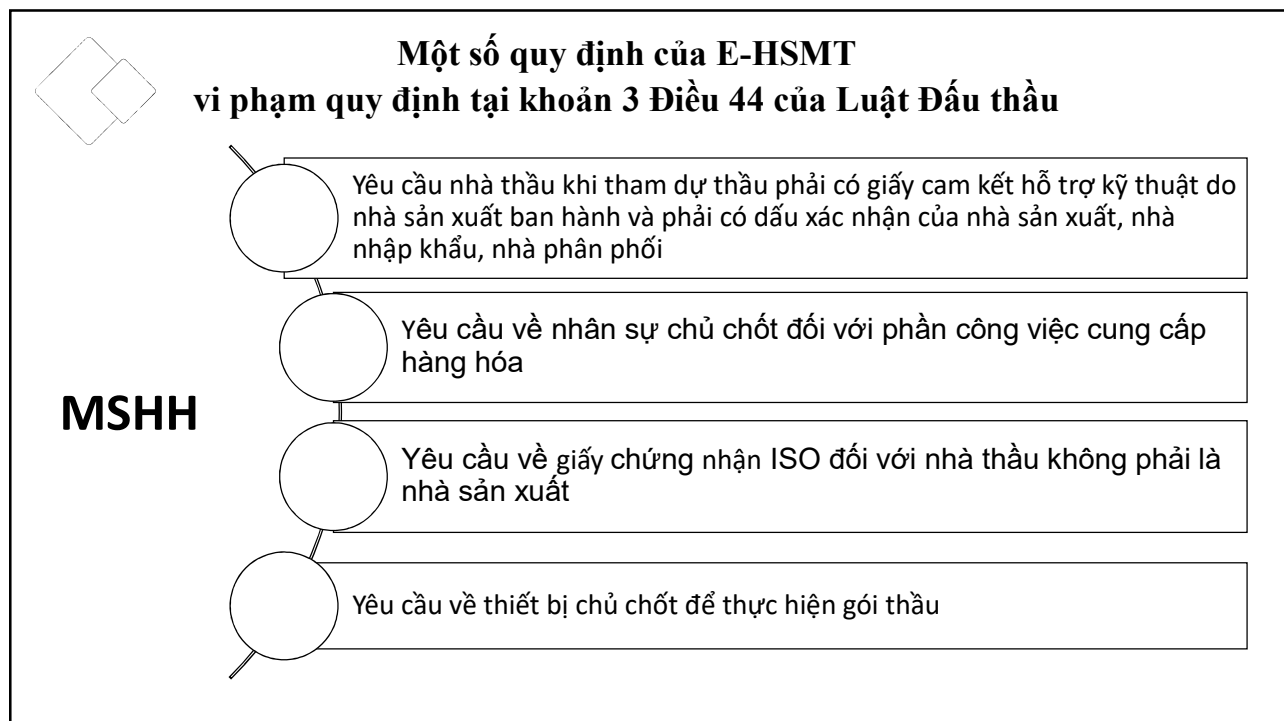 Một số quy định của E-HSMT
vi phạm quy định tại khoản 3 Điều 44 của Luật Đấu thầu
Yêu cầu nhà thầu khi tham dự thầu phải có giấy cam kết hỗ trợ kỹ thuật do
nhà sản xuất ban hành và phải có dấu xác nhận của nhà sản xuất, nhà
nhập khẩu, nhà phân phối
Yêu cầu về nhân sự chủ chốt đối với phần công việc cung cấp
hàng hóa
MSHH
Yêu cầu về giấy chứng nhận ISO đối với nhà thầu không phải là
nhà sản xuất
Yêu cầu về thiết bị chủ chốt để thực hiện gói thầu